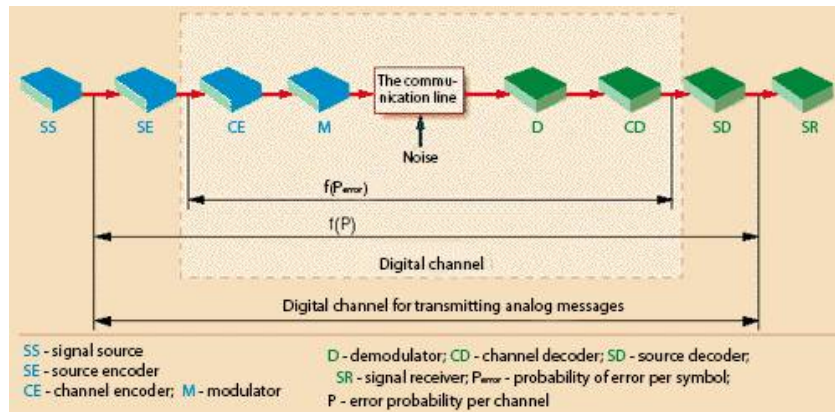 The commu-
nication line
SS SE CE M D CD SD SR
Noise
f(Perror)
f(P)
Digital channel
Digital channel for transmitting analog messages
SS - signal source
SE - source encoder
CE - channel encoder; M - modulator
D - demodulator; CD - channel decoder; SD - source decoder;
SR - signal receiver; Perror - probability of error per symbol;
P - error probability per channel